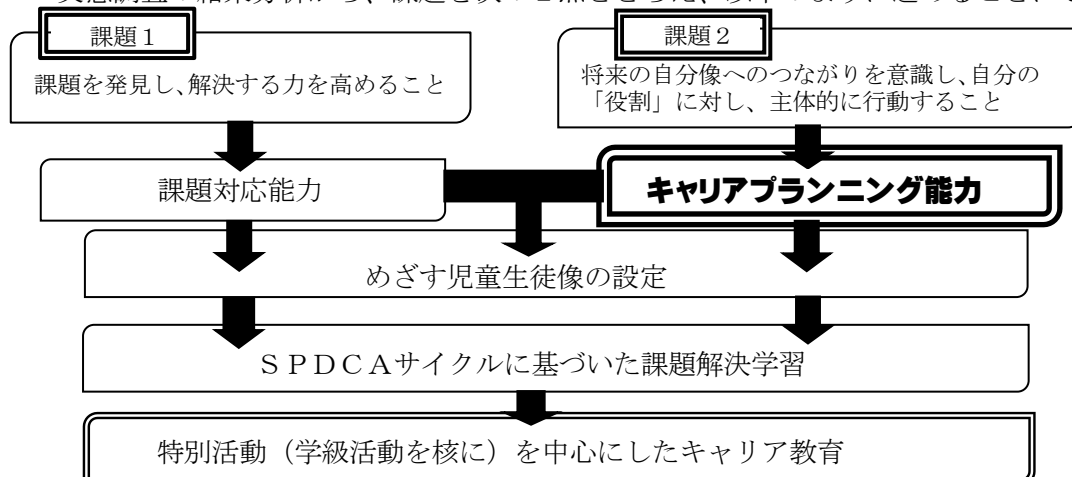 課題１
課題を発見し、解決する力を高めること
課題２
将来の自分像へのつながりを意識し、自分の
「役割」に対し、主体的に行動すること
課題対応能力
キャリアプランニング能力
めざす児童生徒像の設定
ＳＰＤＣＡサイクルに基づいた課題解決学習
特別活動（学級活動を核に）を中心にしたキャリア教育